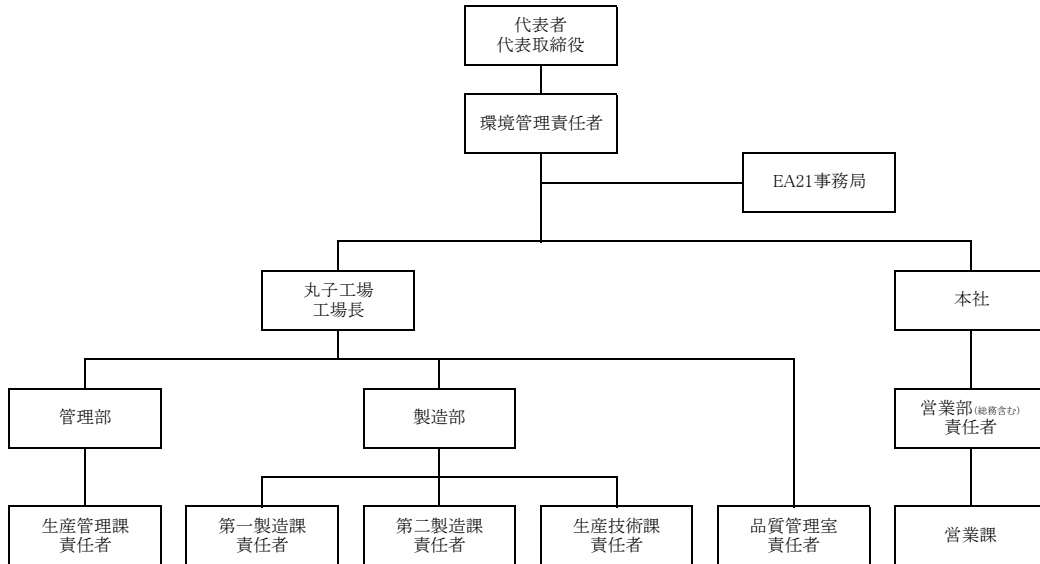 代表者
代表取締役
環境管理責任者
EA21事務局
丸子工場
工場長
本社
管理部
製造部
営業部(総務含む)
責任者
生産管理課
責任者
第一製造課
責任者
第二製造課
責任者
生産技術課
責任者
品質管理室
責任者
営業課